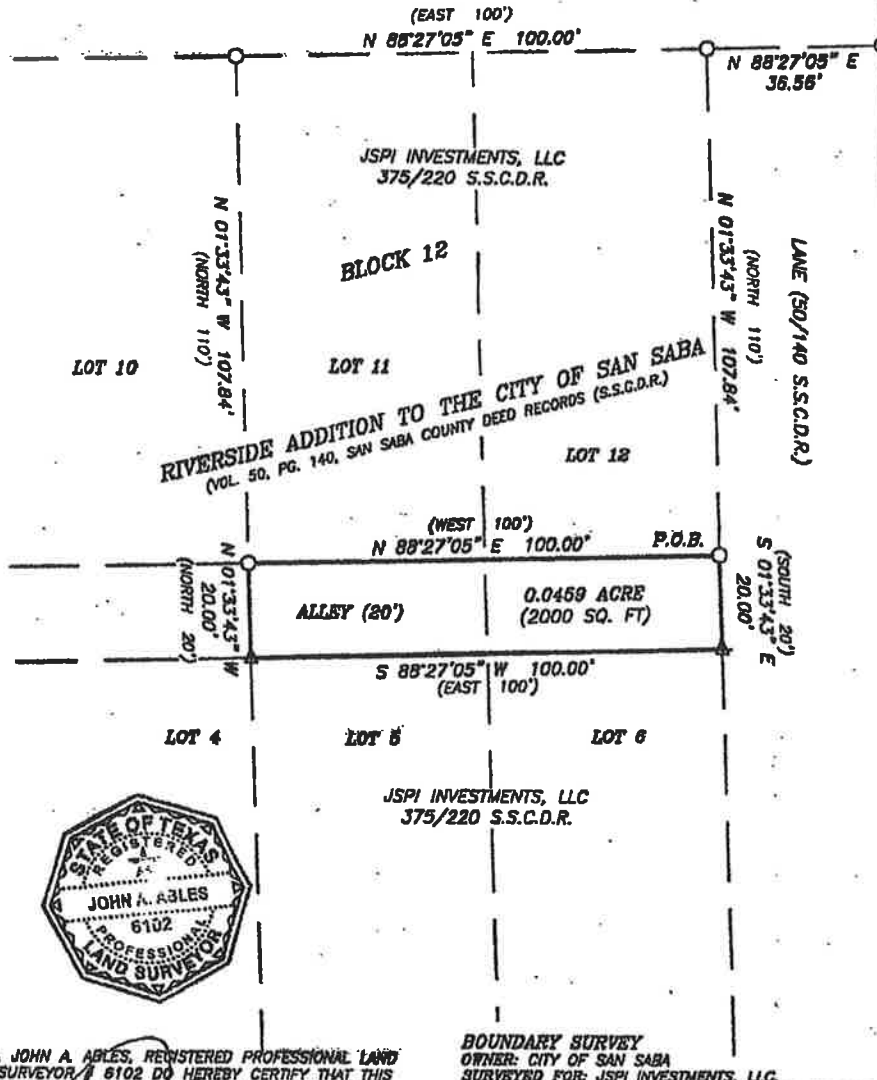 (EAST 100')
N 88°27'05" E 100.00'
N 88°27'05" E
36.56'
JSPI INVESTMENTS, LLC
375/220 S.S.C.D.R.
N 01°33'43" W 107.84'
(NORTH 110')
BLOCK 12
N 01°33'43" W 107.84'
(NORTH 110')
LANE (50/140 S.S.C.D.R.)
LOT 10
LOT 11
RIVERSIDE ADDITION TO THE CITY OF SAN SABA
(VOL. 50, PG. 140, SAN SABA COUNTY DEED RECORDS (S.S.C.D.R.)
LOT 12
(WEST 100')
N 88°27'05" E 100.00'
P.O.B.
N 01°33'43" W
20.00'
(NORTH 20')
ALLEY (20')
0.0459 ACRE
(2000 SQ. FT)
(SOUTH 20')
S 01°33'43" E
20.00'
S 88°27'05" W 100.00'
(EAST 100')
LOT 4
LOT 5
LOT 6
JSPI INVESTMENTS, LLC
375/220 S.S.C.D.R.
STATE OF TEXAS
REGISTERED
JOHN A. ABLES
6102
PROFESSIONAL
LAND SURVEYOR
JOHN A. ABLES, REGISTERED PROFESSIONAL LAND
SURVEYOR # 6102 DO HEREBY CERTIFY THAT THIS
BOUNDARY SURVEY
OWNER: CITY OF SAN SABA
SURVEYED FOR: JSPI INVESTMENTS, LLC